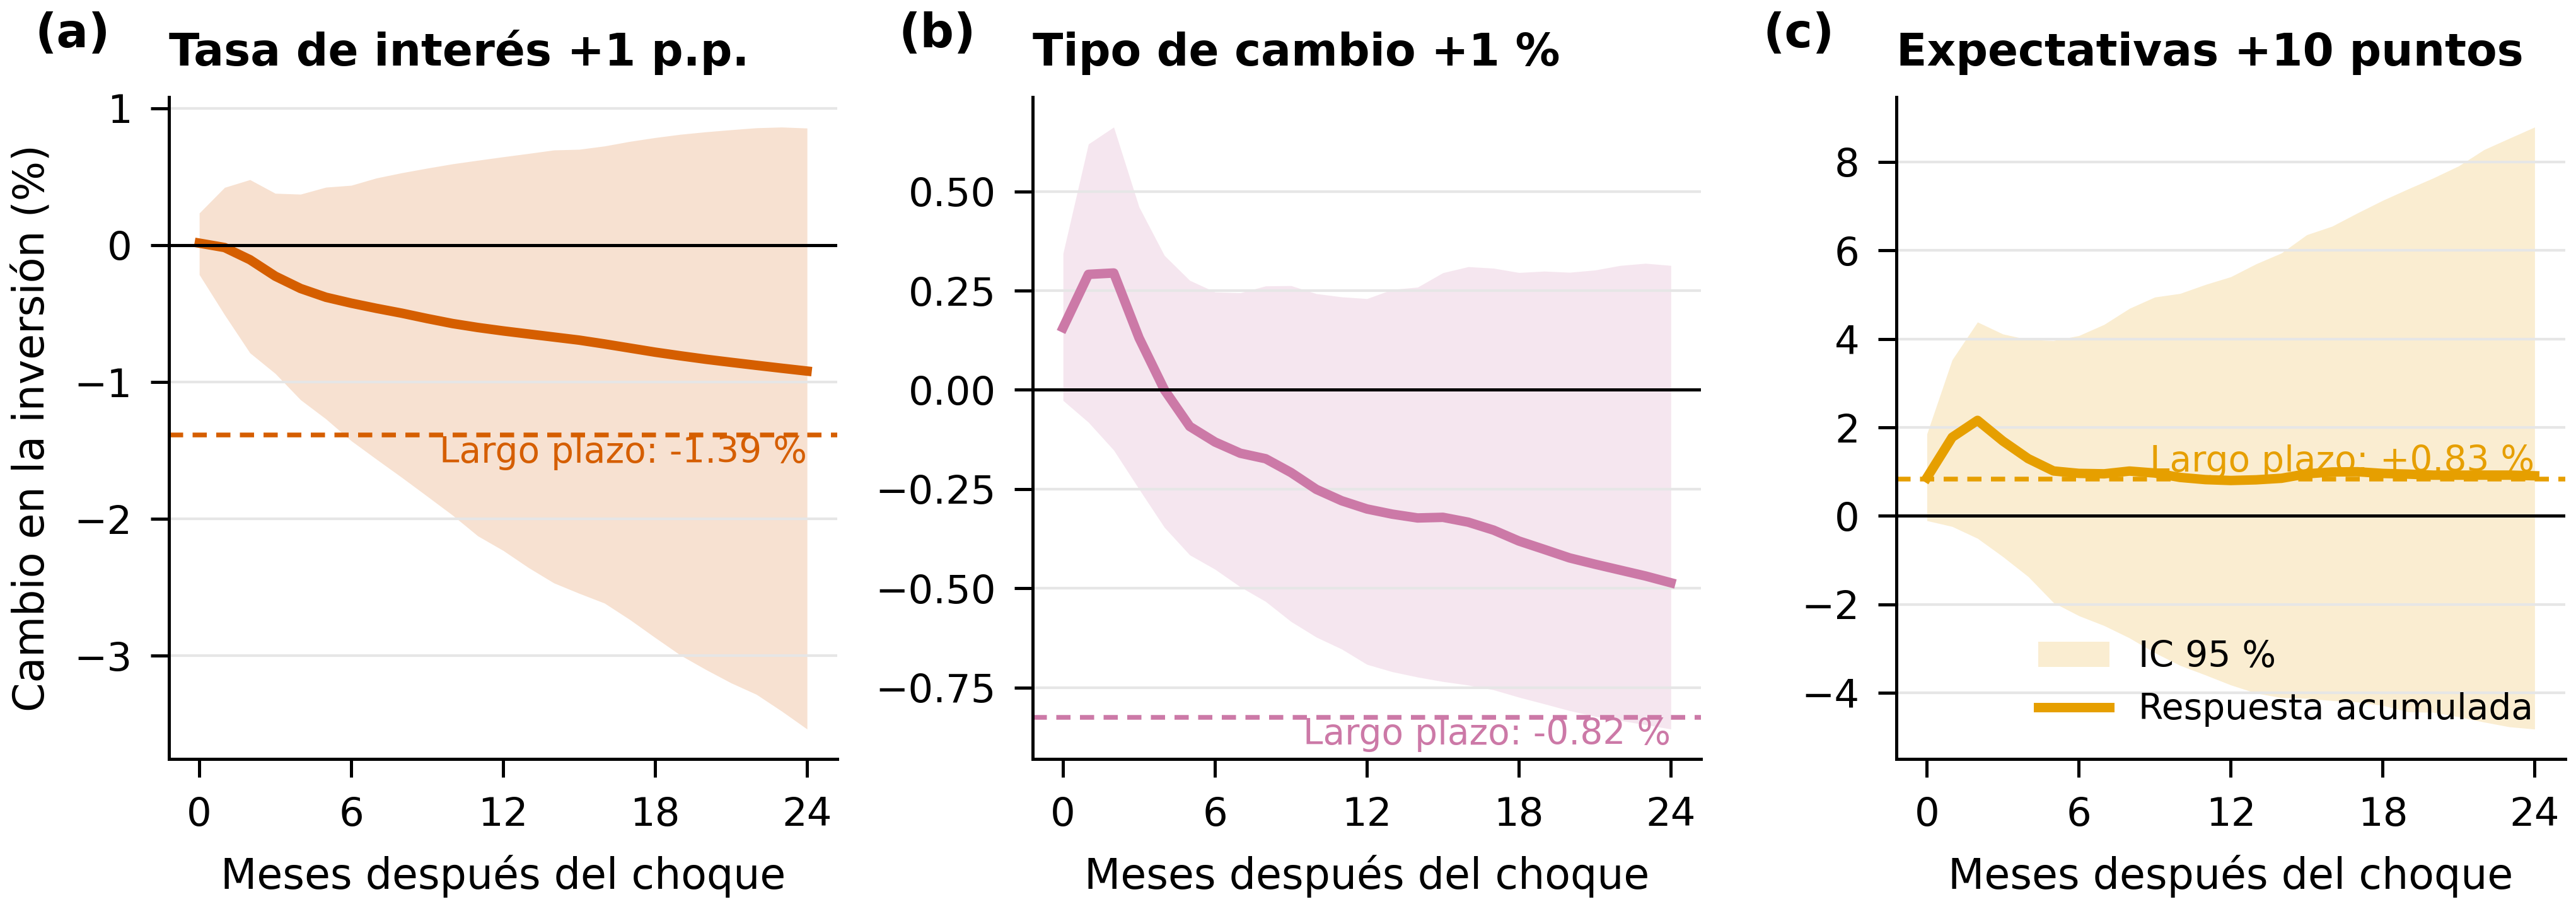 (a)
Tasa de interés +1 p.p.
Cambio en la inversión (%)
1
0
−1
−2
−3
Largo plazo: -1.39 %
0 6 12 18 24
Meses después del choque
(b)
Tipo de cambio +1 %
0.50
0.25
0.00
−0.25
−0.50
−0.75
Largo plazo: -0.82 %
0 6 12 18 24
Meses después del choque
(c)
Expectativas +10 puntos
8
6
4
2
0
−2
−4
Largo plazo: +0.83 %
IC 95 %
Respuesta acumulada
0 6 12 18 24
Meses después del choque